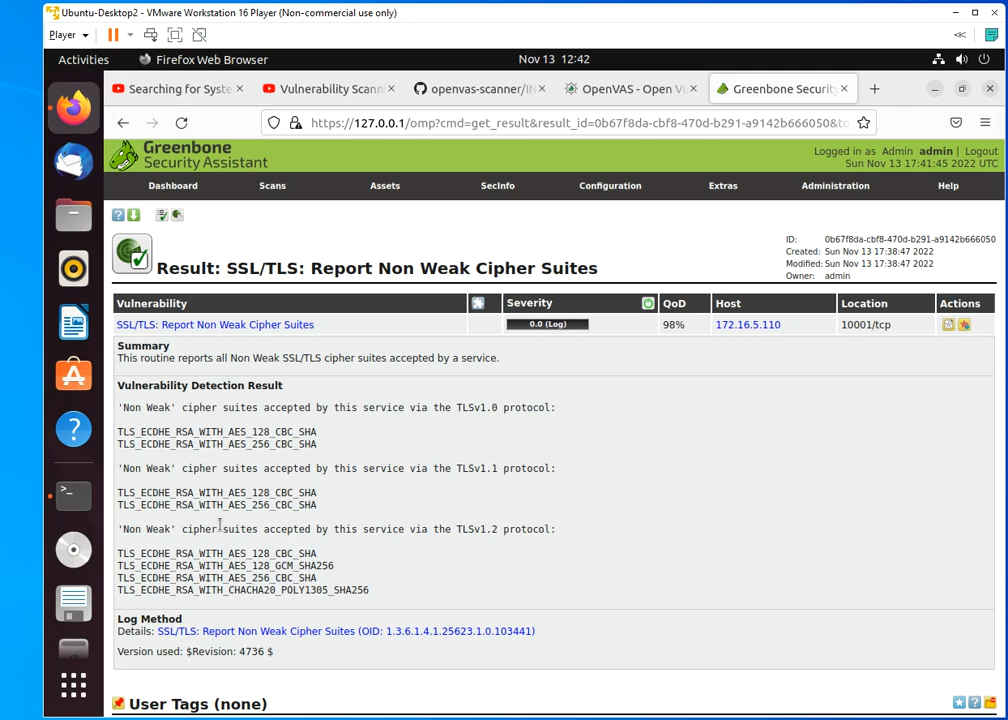 Ubuntu-Desktop2 - VMware Workstation 16 Player (Non-commercial use only)
Player
Activities
Firefox Web Browser
Nov 13 12:42
Searching for Syste
Vulnerability Scann
openvas-scanner/IN
OpenVAS - Open Vu
Greenbone Security
https://127.0.0.1/omp?cmd=get_result&result_id=0b67f8da-cbf8-470d-b291-a9142b666050&to
Greenbone
Security Assistant
Logged in as Admin admin | Logout
Sun Nov 13 17:41:45 2022 UTC
Dashboard Scans Assets SecInfo Configuration Extras Administration Help
Result: SSL/TLS: Report Non Weak Cipher Suites
ID: 0b67f8da-cbf8-470d-b291-a9142b666050
Created: Sun Nov 13 17:38:47 2022
Modified: Sun Nov 13 17:38:47 2022
Owner: admin
Vulnerability Severity QoD Host Location Actions
SSL/TLS: Report Non Weak Cipher Suites 0.0 (Log) 98% 172.16.5.110 10001/tcp
Summary
This routine reports all Non Weak SSL/TLS cipher suites accepted by a service.
Vulnerability Detection Result
'Non Weak' cipher suites accepted by this service via the TLSv1.0 protocol:
TLS_ECDHE_RSA_WITH_AES_128_CBC_SHA
TLS_ECDHE_RSA_WITH_AES_256_CBC_SHA
'Non Weak' cipher suites accepted by this service via the TLSv1.1 protocol:
TLS_ECDHE_RSA_WITH_AES_128_CBC_SHA
TLS_ECDHE_RSA_WITH_AES_256_CBC_SHA
'Non Weak' cipher suites accepted by this service via the TLSv1.2 protocol:
TLS_ECDHE_RSA_WITH_AES_128_CBC_SHA
TLS_ECDHE_RSA_WITH_AES_128_GCM_SHA256
TLS_ECDHE_RSA_WITH_AES_256_CBC_SHA
TLS_ECDHE_RSA_WITH_CHACHA20_POLY1305_SHA256
Log Method
Details: SSL/TLS: Report Non Weak Cipher Suites (OID: 1.3.6.1.4.1.25623.1.0.103441)
Version used: $Revision: 4736 $
User Tags (none)